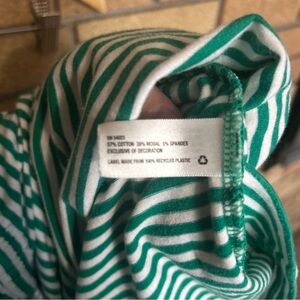 57% COTTON 38% MODAL 5% SPANDEX
EXCLUSIVE OF DECORATION
LABEL MADE FROM 100% RECYCLED PLASTIC